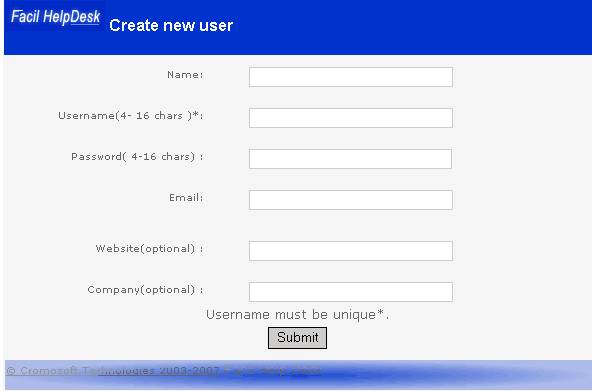 Facil HelpDesk
Create new user
Name:
Username(4- 16 chars )*:
Password( 4-16 chars) :
Email:
Website(optional) :
Company(optional) :
Username must be unique*.
Submit
© Cromosoft Technologies 2003-2007